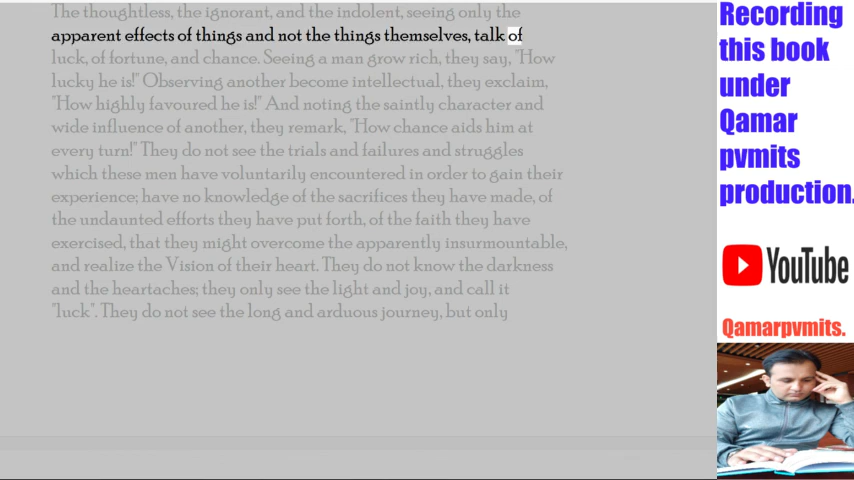 The thoughtless, the ignorant, and the indolent, seeing only the
apparent effects of things and not the things themselves, talk of
luck, of fortune, and chance. Seeing a man grow rich, they say, "How
lucky he is!" Observing another become intellectual, they exclaim,
"How highly favoured he is!" And noting the saintly character and
wide influence of another, they remark, "How chance aids him at
every turn!" They do not see the trials and failures and struggles
which these men have voluntarily encountered in order to gain their
experience; have no knowledge of the sacrifices they have made, of
the undaunted efforts they have put forth, of the faith they have
exercised, that they might overcome the apparently insurmountable,
and realize the Vision of their heart. They do not know the darkness
and the heartaches; they only see the light and joy, and call it
"luck". They do not see the long and arduous journey, but only
Recording
this book
under
Qamar
pvmits
production.
YouTube
Qamarpvmits.